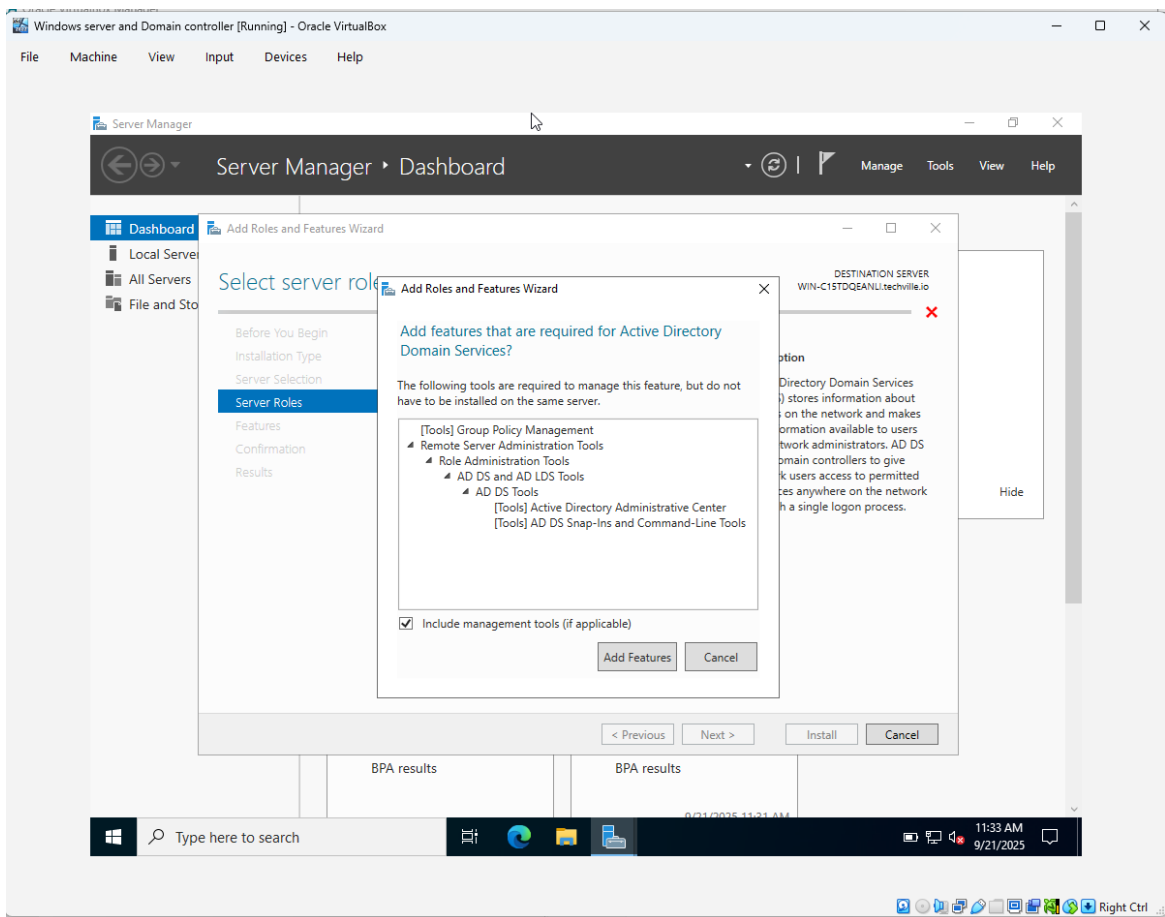 Windows server and Domain controller [Running] - Oracle VirtualBox
File Machine View Input Devices Help
Server Manager
Server Manager ‣ Dashboard
Manage Tools View Help
Dashboard
Local Server
All Servers
File and Sto
Add Roles and Features Wizard
Select server role
DESTINATION SERVER
WIN-C15TDQEANLI.techville.io
Before You Begin
Installation Type
Server Selection
Server Roles
Features
Confirmation
Results
Add Roles and Features Wizard
Add features that are required for Active Directory
Domain Services?
The following tools are required to manage this feature, but do not
have to be installed on the same server.
[Tools] Group Policy Management
Remote Server Administration Tools
Role Administration Tools
AD DS and AD LDS Tools
AD DS Tools
[Tools] Active Directory Administrative Center
[Tools] AD DS Snap-Ins and Command-Line Tools
Include management tools (if applicable)
Add Features Cancel
ption
Directory Domain Services
) stores information about
s on the network and makes
ormation available to users
twork administrators. AD DS
omain controllers to give
k users access to permitted
ces anywhere on the network
h a single logon process.
Hide
< Previous Next > Install Cancel
BPA results
BPA results
9/21/2025 11:31 AM
Type here to search
11:33 AM
9/21/2025
Right Ctrl